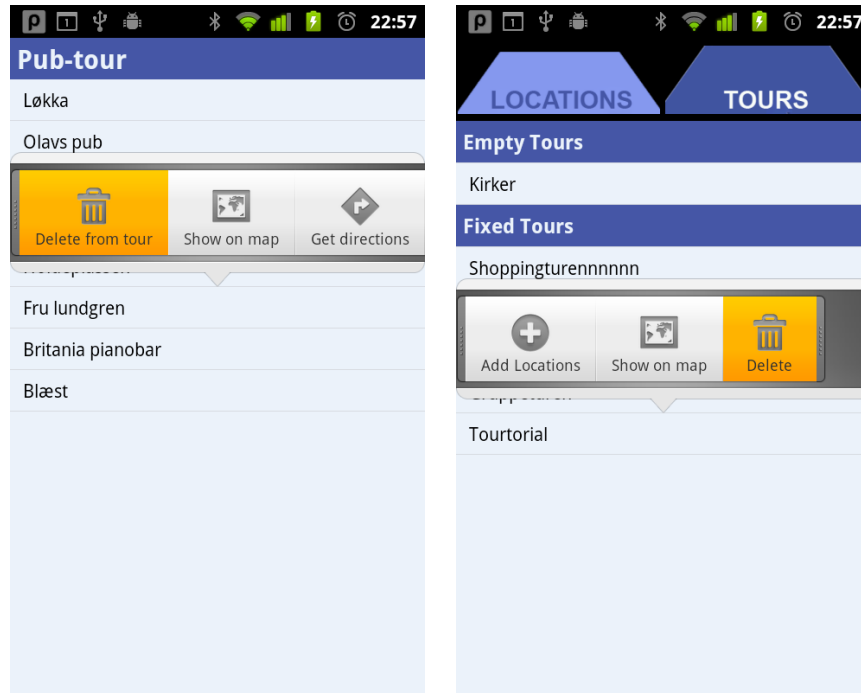 22:57
Pub-tour
Løkka
Olavs pub
Delete from tour
Show on map
Get directions
Fru lundgren
Britania pianobar
Blæst
1
22:57
LOCATIONS
TOURS
Empty Tours
Kirker
Fixed Tours
Shoppingturennnnnn
Add Locations
Show on map
Delete
Tourtorial